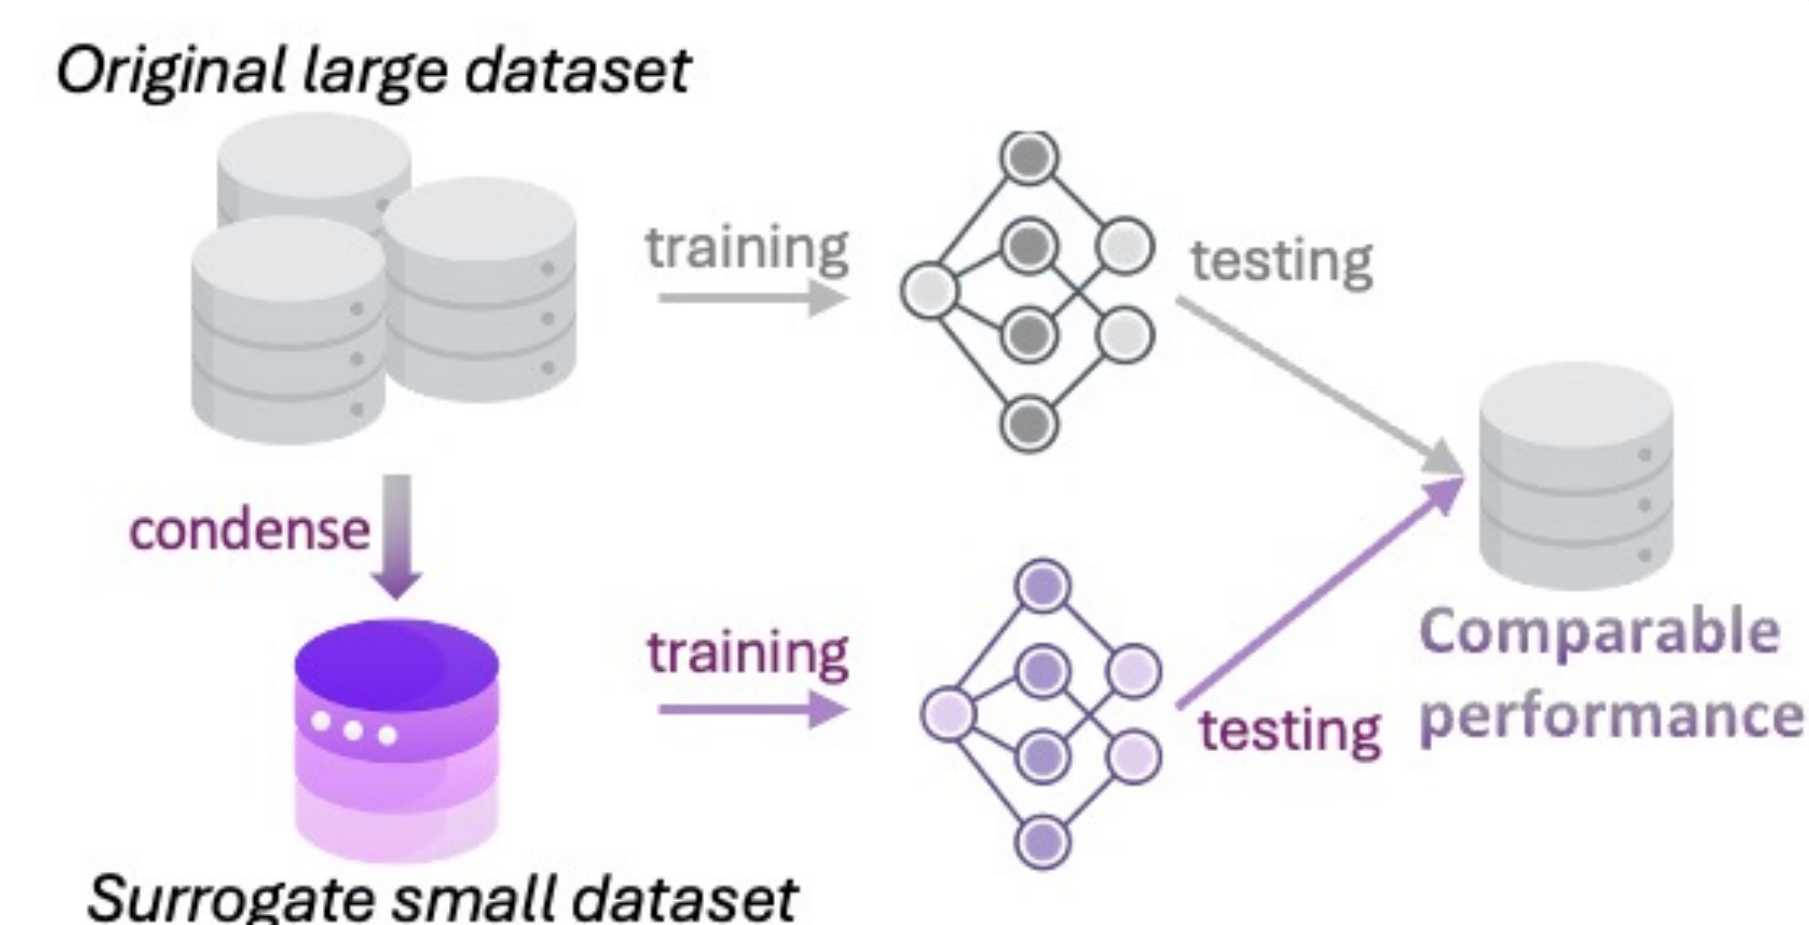 Original large dataset
training
testing
condense
training
testing
Comparable
performance
Surrogate small dataset